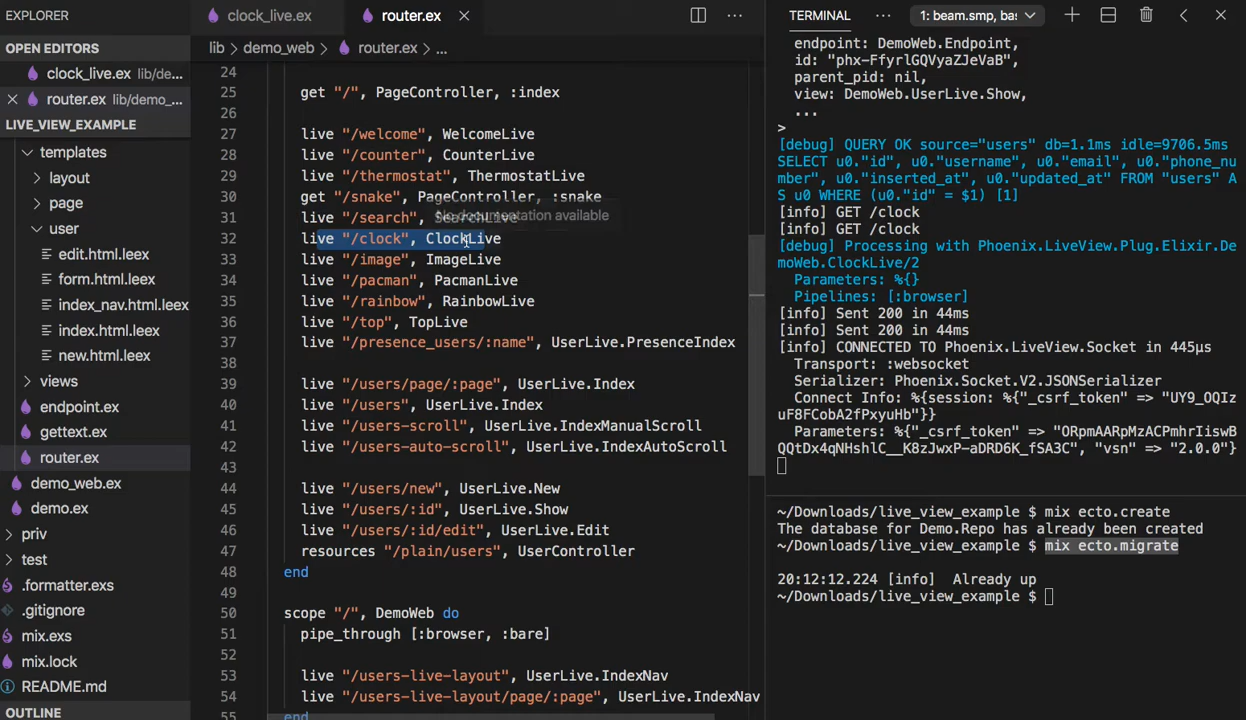 EXPLORER
OPEN EDITORS
clock_live.ex lib/de...
router.ex lib/demo_...
LIVE_VIEW_EXAMPLE
templates
layout
page
user
edit.html.leex
form.html.leex
index_nav.html.leex
index.html.leex
new.html.leex
views
endpoint.ex
gettext.ex
router.ex
demo_web.ex
demo.ex
priv
test
.formatter.exs
.gitignore
mix.exs
mix.lock
README.md
OUTLINE
clock_live.ex router.ex
lib > demo_web > router.ex > ...
24
25 get "/", PageController, :index
26
27 live "/welcome", WelcomeLive
28 live "/counter", CounterLive
29 live "/thermostat", ThermostatLive
30 get "/snake", PageController, :snake
31 live "/search", SearchLive
No documentation available
32 live "/clock", ClockLive
33 live "/image", ImageLive
34 live "/pacman", PacmanLive
35 live "/rainbow", RainbowLive
36 live "/top", TopLive
37 live "/presence_users/:name", UserLive.PresenceIndex
38
39 live "/users/page/:page", UserLive.Index
40 live "/users", UserLive.Index
41 live "/users-scroll", UserLive.IndexManualScroll
42 live "/users-auto-scroll", UserLive.IndexAutoScroll
43
44 live "/users/new", UserLive.New
45 live "/users/:id", UserLive.Show
46 live "/users/:id/edit", UserLive.Edit
47 resources "/plain/users", UserController
48 end
49
50 scope "/", DemoWeb do
51 pipe_through [:browser, :bare]
52
53 live "/users-live-layout", UserLive.IndexNav
54 live "/users-live-layout/page/:page", UserLive.IndexNav
55 end
TERMINAL ... 1: beam.smp, bas
endpoint: DemoWeb.Endpoint,
id: "phx-FfyrlGQVyaZJeVaB",
parent_pid: nil,
view: DemoWeb.UserLive.Show,
...
>
[debug] QUERY OK source="users" db=1.1ms idle=9706.5ms
SELECT u0."id", u0."username", u0."email", u0."phone_nu
mber", u0."inserted_at", u0."updated_at" FROM "users" A
S u0 WHERE (u0."id" = $1) [1]
[info] GET /clock
[info] GET /clock
[debug] Processing with Phoenix.LiveView.Plug.Elixir.De
moWeb.ClockLive/2
Parameters: %{}
Pipelines: [:browser]
[info] Sent 200 in 44ms
[info] Sent 200 in 44ms
[info] CONNECTED TO Phoenix.LiveView.Socket in 445µs
Transport: :websocket
Serializer: Phoenix.Socket.V2.JSONSerializer
Connect Info: %{session: %{"_csrf_token" => "UY9_OQIz
uF8FCobA2fPxyuHb"}}
Parameters: %{"_csrf_token" => "ORpmAARpMzACPmhrIiswB
QQtDx4qNHshlC__K8zJwxP-aDRD6K_fSA3C", "vsn" => "2.0.0"}
~/Downloads/live_view_example $ mix ecto.create
The database for Demo.Repo has already been created
~/Downloads/live_view_example $ mix ecto.migrate
20:12:12.224 [info] Already up
~/Downloads/live_view_example $